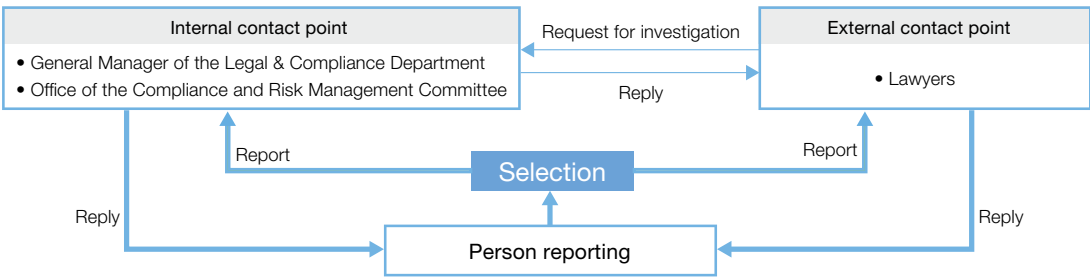 Internal contact point
• General Manager of the Legal & Compliance Department
• Office of the Compliance and Risk Management Committee
Request for investigation
Reply
External contact point
• Lawyers
Report
Selection
Report
Reply
Person reporting
Reply